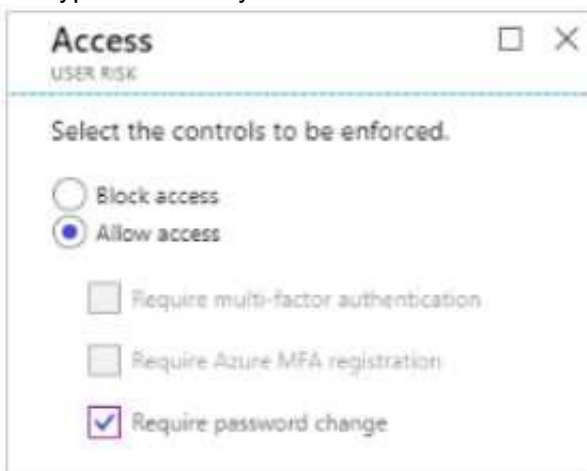 Access
USER RISK
Select the controls to be enforced.
Block access
Allow access
Require multi-factor authentication
Require Azure MFA registration
Require password change